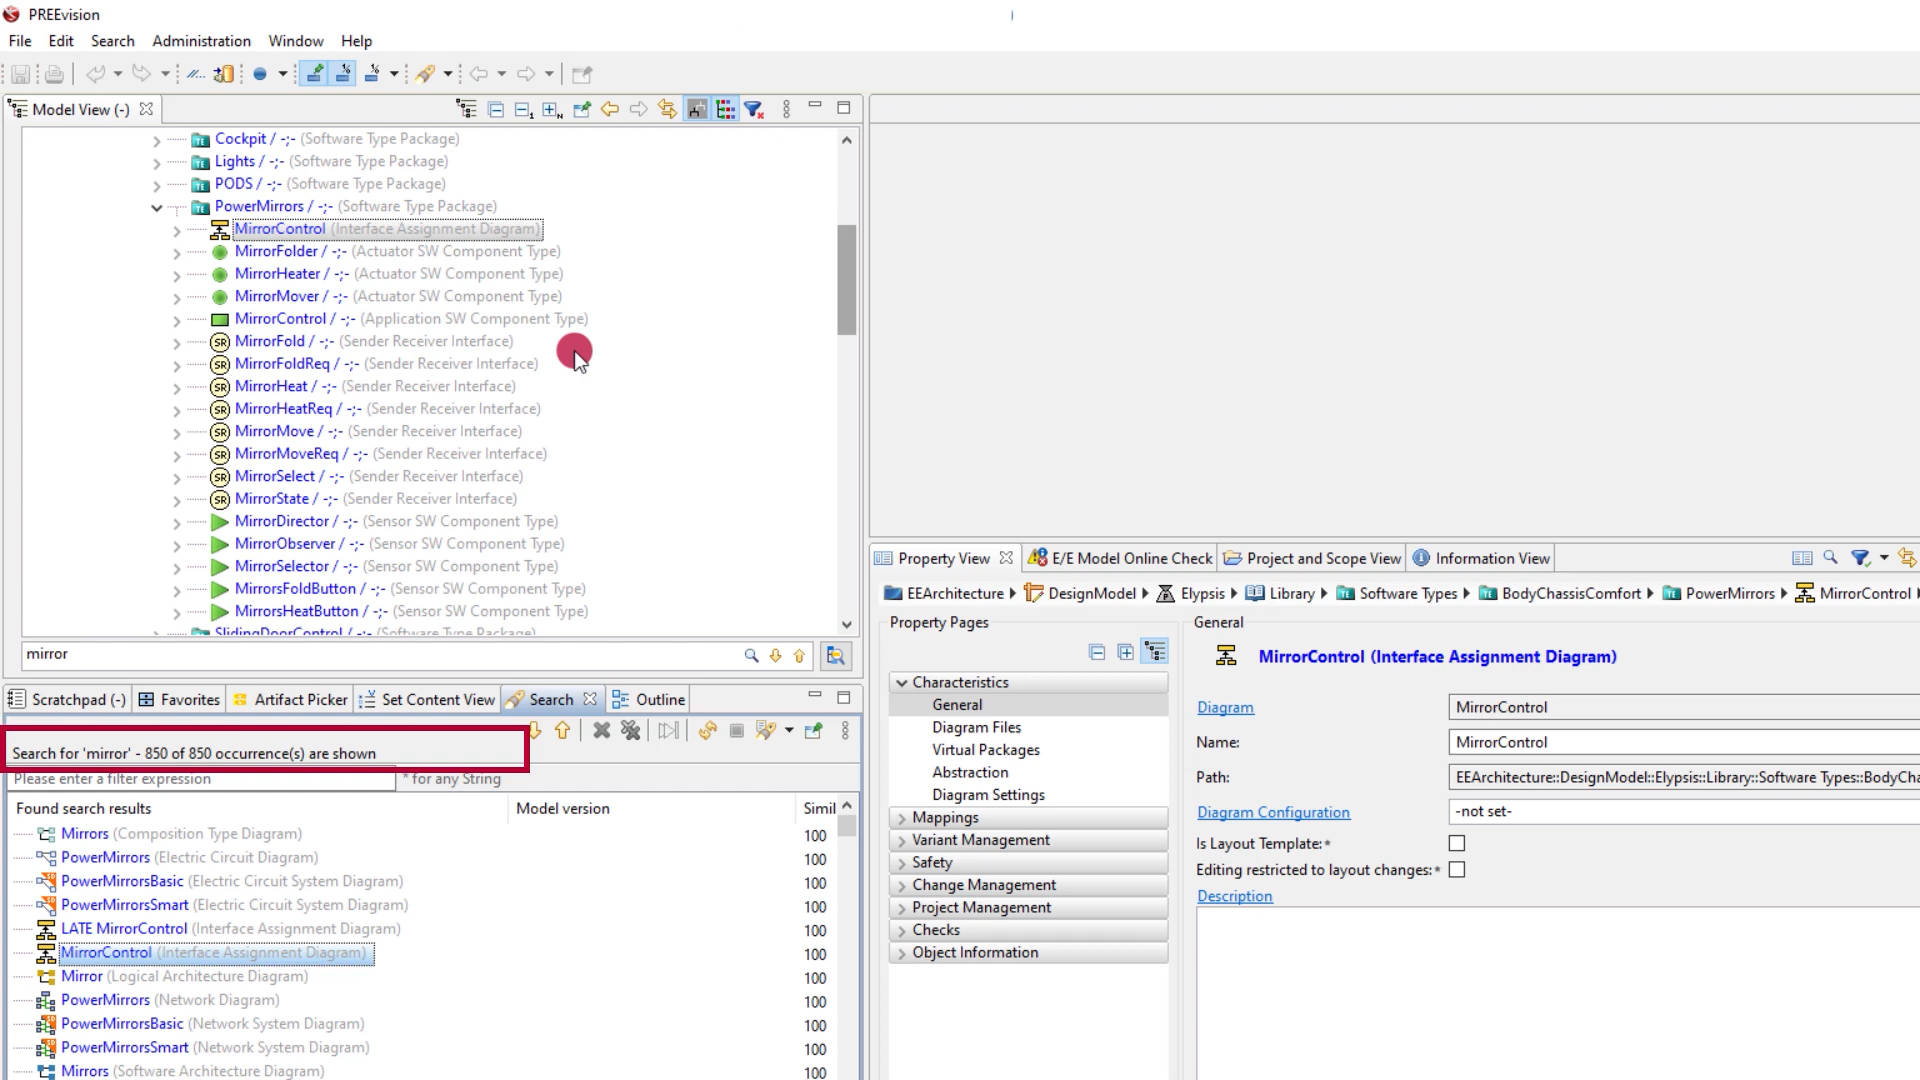 PREEvision
File Edit Search Administration Window Help
Model View (-)
Cockpit / -;- (Software Type Package)
Lights / -;- (Software Type Package)
PODS / -;- (Software Type Package)
PowerMirrors / -;- (Software Type Package)
MirrorControl (Interface Assignment Diagram)
MirrorFolder / -;- (Actuator SW Component Type)
MirrorHeater / -;- (Actuator SW Component Type)
MirrorMover / -;- (Actuator SW Component Type)
MirrorControl / -;- (Application SW Component Type)
MirrorFold / -;- (Sender Receiver Interface)
MirrorFoldReq / -;- (Sender Receiver Interface)
MirrorHeat / -;- (Sender Receiver Interface)
MirrorHeatReq / -;- (Sender Receiver Interface)
MirrorMove / -;- (Sender Receiver Interface)
MirrorMoveReq / -;- (Sender Receiver Interface)
MirrorSelect / -;- (Sender Receiver Interface)
MirrorState / -;- (Sender Receiver Interface)
MirrorDirector / -;- (Sensor SW Component Type)
MirrorObserver / -;- (Sensor SW Component Type)
MirrorSelector / -;- (Sensor SW Component Type)
MirrorsFoldButton / -;- (Sensor SW Component Type)
MirrorsHeatButton / -;- (Sensor SW Component Type)
SlidingDoorControl / -;- (Software Type Package)
mirror
Scratchpad (-) Favorites Artifact Picker Set Content View Search Outline
Search for 'mirror' - 850 of 850 occurrence(s) are shown
Please enter a filter expression * for any String
Found search results Model version Simil
Mirrors (Composition Type Diagram) 100
PowerMirrors (Electric Circuit Diagram) 100
PowerMirrorsBasic (Electric Circuit System Diagram) 100
PowerMirrorsSmart (Electric Circuit System Diagram) 100
LATE MirrorControl (Interface Assignment Diagram) 100
MirrorControl (Interface Assignment Diagram) 100
Mirror (Logical Architecture Diagram) 100
PowerMirrors (Network Diagram) 100
PowerMirrorsBasic (Network System Diagram) 100
PowerMirrorsSmart (Network System Diagram) 100
Mirrors (Software Architecture Diagram) 100
Property View E/E Model Online Check Project and Scope View Information View
EEArchitecture DesignModel Elypsis Library Software Types BodyChassisComfort PowerMirrors MirrorControl
Property Pages
Characteristics
General
Diagram Files
Virtual Packages
Abstraction
Diagram Settings
Mappings
Variant Management
Safety
Change Management
Project Management
Checks
Object Information
General
MirrorControl (Interface Assignment Diagram)
Diagram MirrorControl
Name: MirrorControl
Path: EEArchitecture::DesignModel::Elypsis::Library::Software Types::BodyCha
Diagram Configuration -not set-
Is Layout Template:*
Editing restricted to layout changes:*
Description